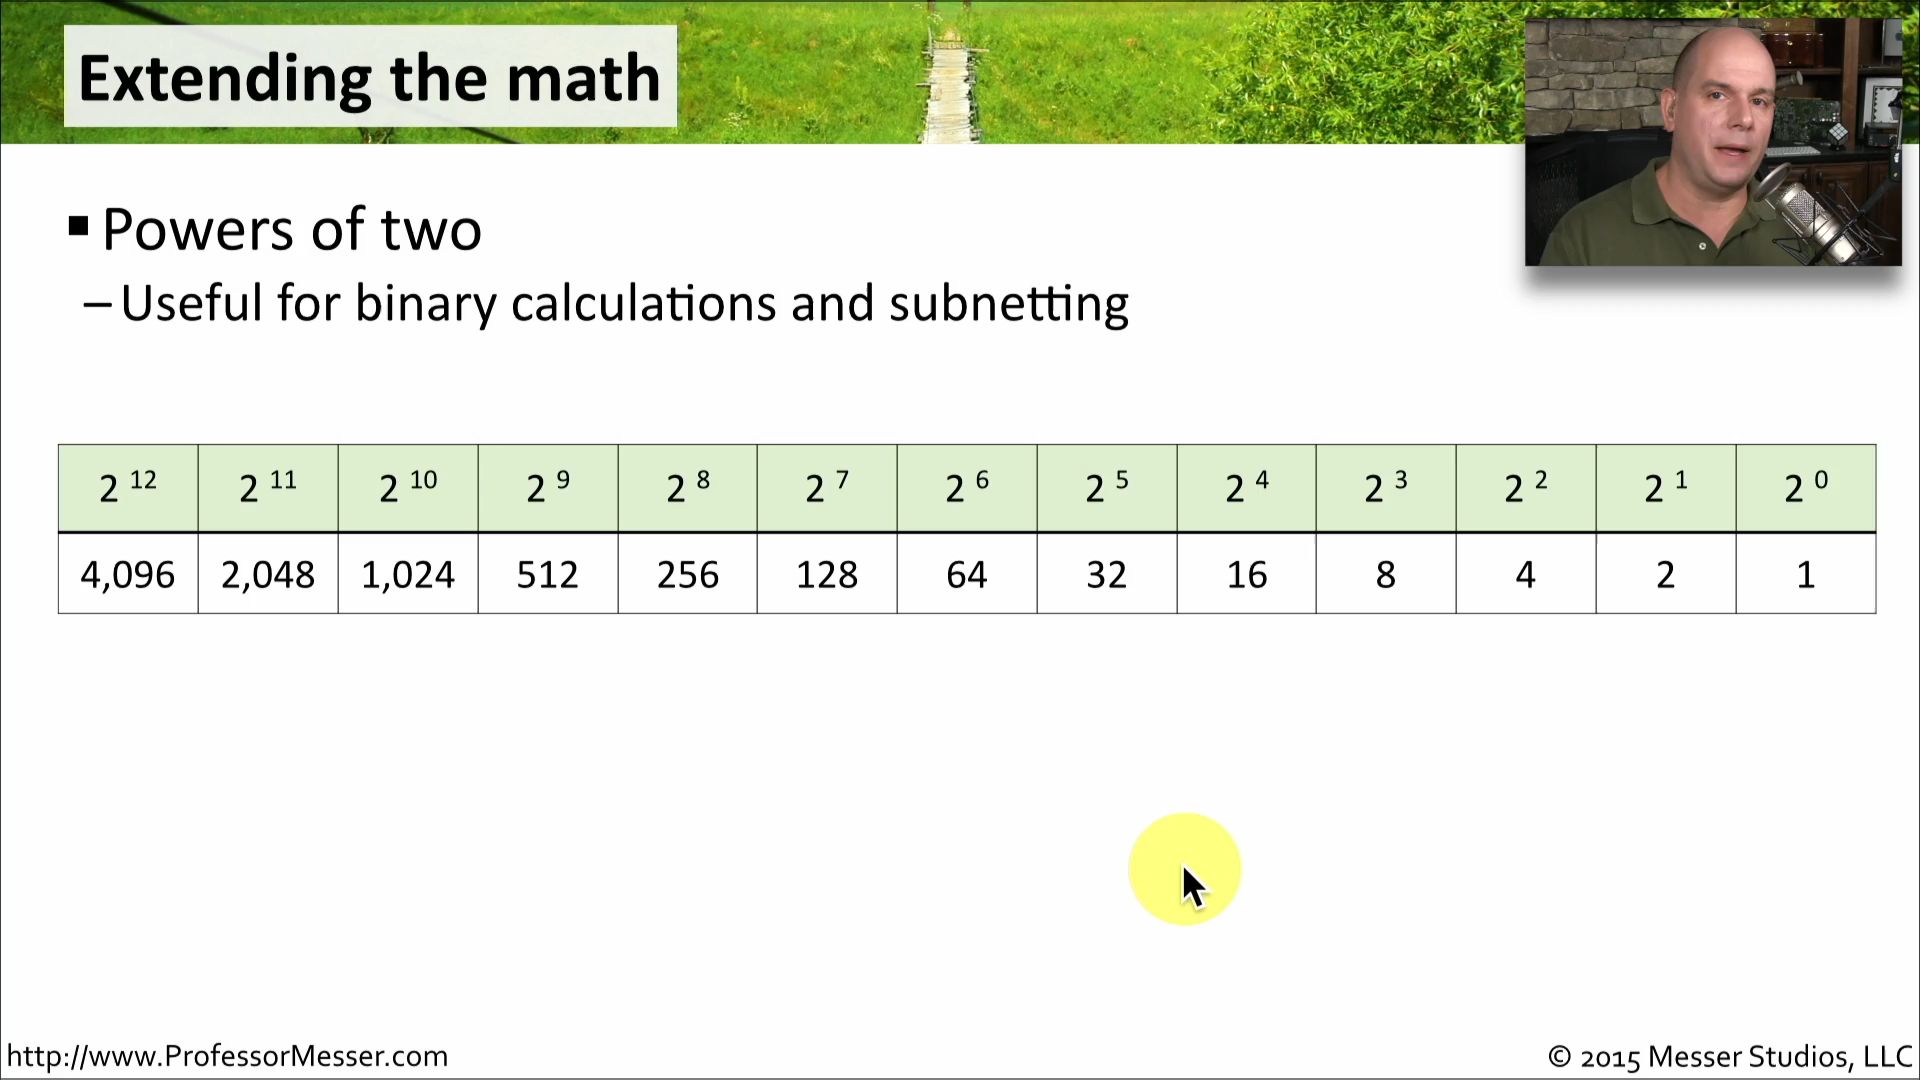 Extending the math
▪ Powers of two
– Useful for binary calculations and subnetting
2^12 2^11 2^10 2^9 2^8 2^7 2^6 2^5 2^4 2^3 2^2 2^1 2^0
4,096 2,048 1,024 512 256 128 64 32 16 8 4 2 1
http://www.ProfessorMesser.com
© 2015 Messer Studios, LLC